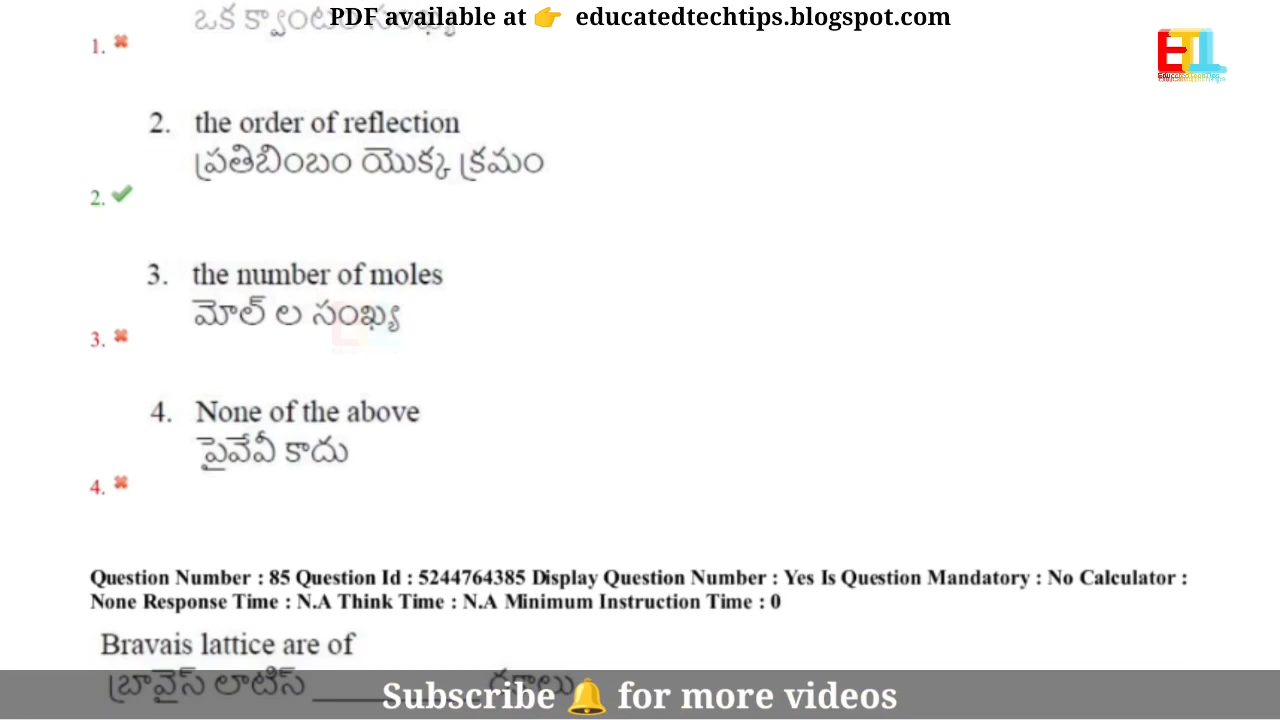 PDF available at 👉 educatedtechtips.blogspot.com
ఒక క్వాంటం సంఖ్య
1.
2. the order of reflection
ప్రతిబింబం యొక్క క్రమం
2.
3. the number of moles
మోల్ ల సంఖ్య
3.
4. None of the above
పైవేవీ కాదు
4.
Question Number : 85 Question Id : 5244764385 Display Question Number : Yes Is Question Mandatory : No Calculator :
None Response Time : N.A Think Time : N.A Minimum Instruction Time : 0
Bravais lattice are of
బ్రావైస్ లాటిస్
Subscribe 🔔 for more videos